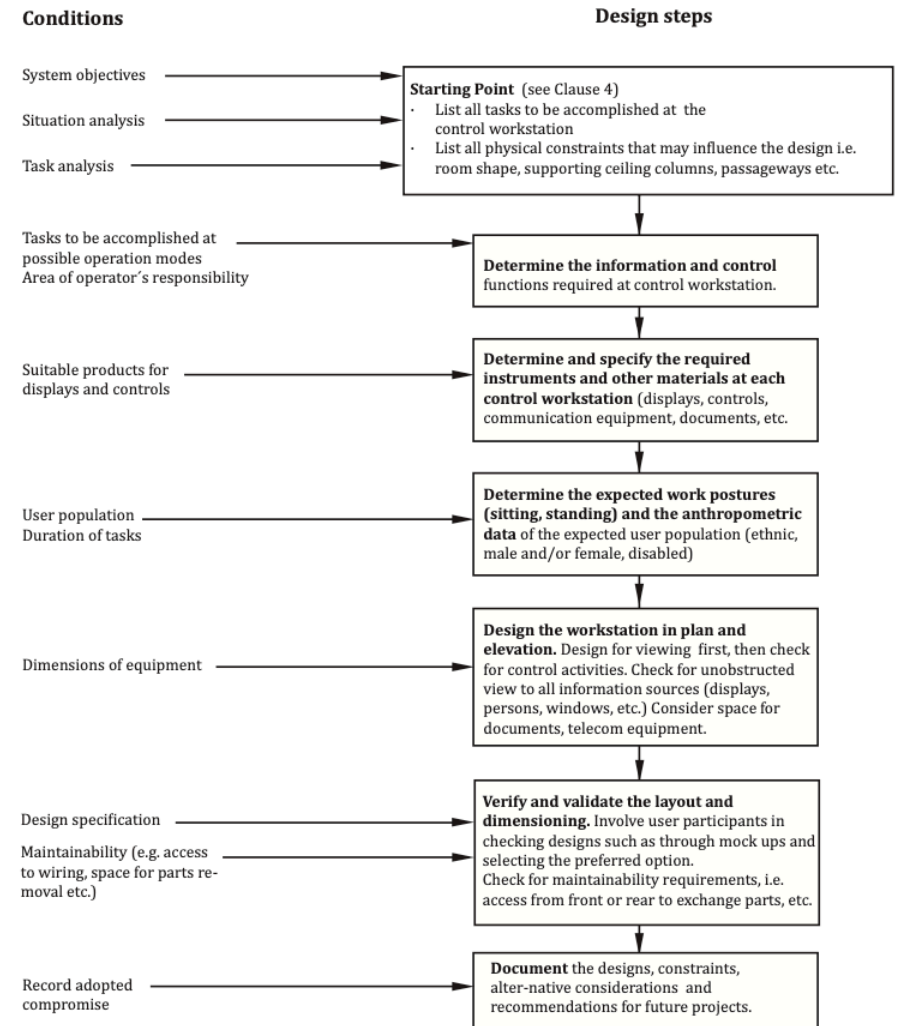 Conditions
Design steps
System objectives
Situation analysis
Task analysis
Starting Point (see Clause 4)
· List all tasks to be accomplished at the
control workstation
· List all physical constraints that may influence the design i.e.
room shape, supporting ceiling columns, passageways etc.
Tasks to be accomplished at
possible operation modes
Area of operator´s responsibility
Determine the information and control
functions required at control workstation.
Suitable products for
displays and controls
Determine and specify the required
instruments and other materials at each
control workstation (displays, controls,
communication equipment, documents, etc.
User population
Duration of tasks
Determine the expected work postures
(sitting, standing) and the anthropometric
data of the expected user population (ethnic,
male and/or female, disabled)
Dimensions of equipment
Design the workstation in plan and
elevation. Design for viewing first, then check
for control activities. Check for unobstructed
view to all information sources (displays,
persons, windows, etc.) Consider space for
documents, telecom equipment.
Design specification
Maintainability (e.g. access
to wiring, space for parts re-
moval etc.)
Verify and validate the layout and
dimensioning. Involve user participants in
checking designs such as through mock ups and
selecting the preferred option.
Check for maintainability requirements, i.e.
access from front or rear to exchange parts, etc.
Record adopted
compromise
Document the designs, constraints,
alter-native considerations and
recommendations for future projects.